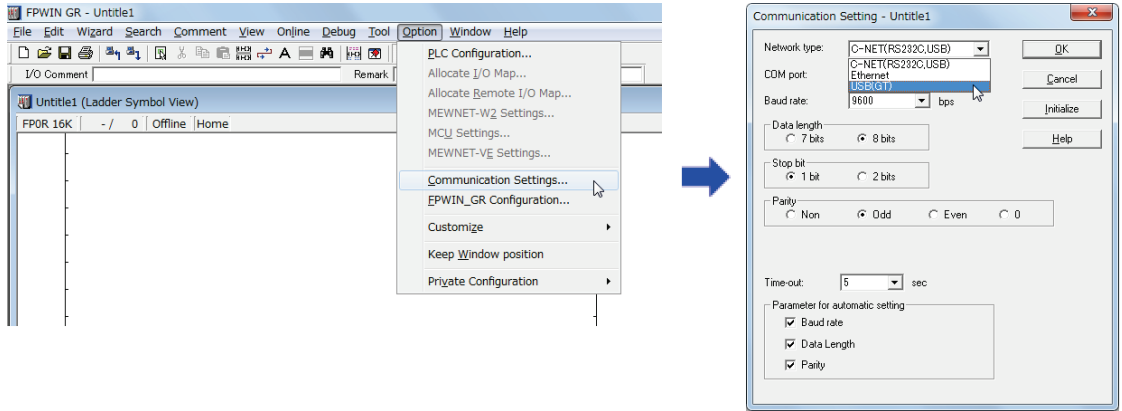 FPWIN GR - Untitle1
File Edit Wizard Search Comment View Online Debug Tool Option Window Help
I/O Comment Remark
Untitle1 (Ladder Symbol View)
FP0R 16K - / 0 Offline Home
PLC Configuration...
Allocate I/O Map...
Allocate Remote I/O Map...
MEWNET-W2 Settings...
MCU Settings...
MEWNET-VE Settings...
Communication Settings...
FPWIN_GR Configuration...
Customize
Keep Window position
Private Configuration
Communication Setting - Untitle1
Network type: C-NET(RS232C,USB) OK
C-NET(RS232C,USB)
Ethernet
USB(GT)
COM port: Cancel
Baud rate: 9600 bps
Initialize
Data length
7 bits 8 bits
Help
Stop bit
1 bit 2 bits
Parity
Non Odd Even 0
Time-out: 5 sec
Parameter for automatic setting
Baud rate
Data Length
Parity